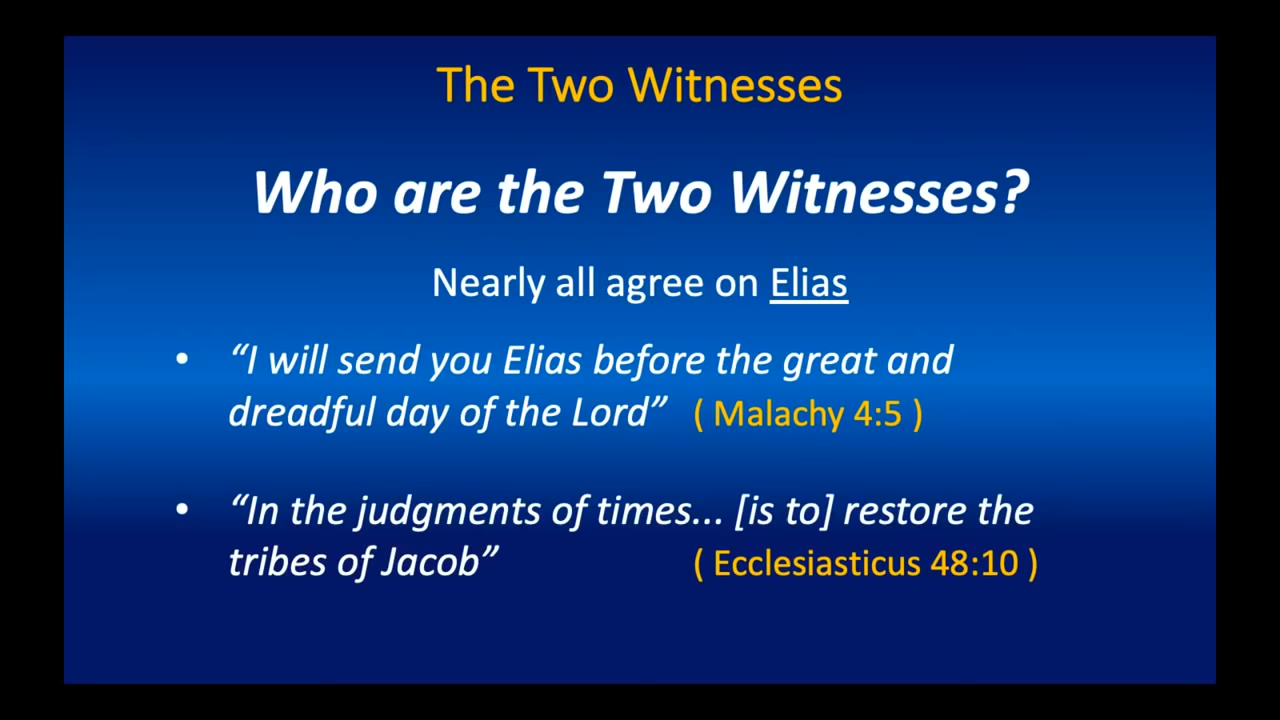 The Two Witnesses
Who are the Two Witnesses?
Nearly all agree on Elias
• “I will send you Elias before the great and
dreadful day of the Lord” ( Malachy 4:5 )
• “In the judgments of times... [is to] restore the
tribes of Jacob” ( Ecclesiasticus 48:10 )